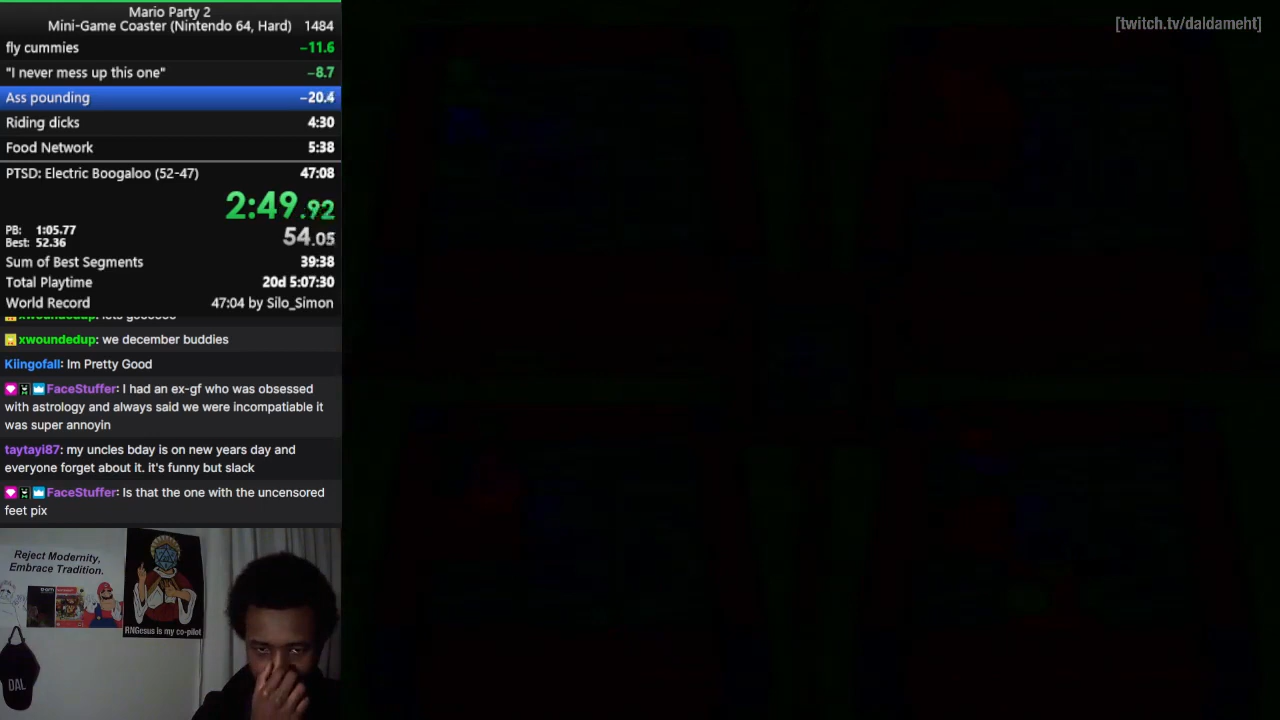 Mario Party 2
Mini-Game Coaster (Nintendo 64, Hard) 1484
fly cummies −11.6
"I never mess up this one" −8.7
Ass pounding −20.4
Riding dicks 4:30
Food Network 5:38
PTSD: Electric Boogaloo (52-47) 47:08
2:49.92
PB: 1:05.77
Best: 52.36
54.05
Sum of Best Segments 39:38
Total Playtime 20d 5:07:30
World Record 47:04 by Silo_Simon
xwoundedup: lets gooooo
xwoundedup: we december buddies
Kiingofall: Im Pretty Good
FaceStuffer: I had an ex-gf who was obsessed
with astrology and always said we were incompatiable it
was super annoyin
taytayi87: my uncles bday is on new years day and
everyone forget about it. it's funny but slack
FaceStuffer: Is that the one with the uncensored
feet pix
Reject Modernity,
Embrace Tradition.
RNGesus is my co-pilot
DAL
[twitch.tv/daldameht]